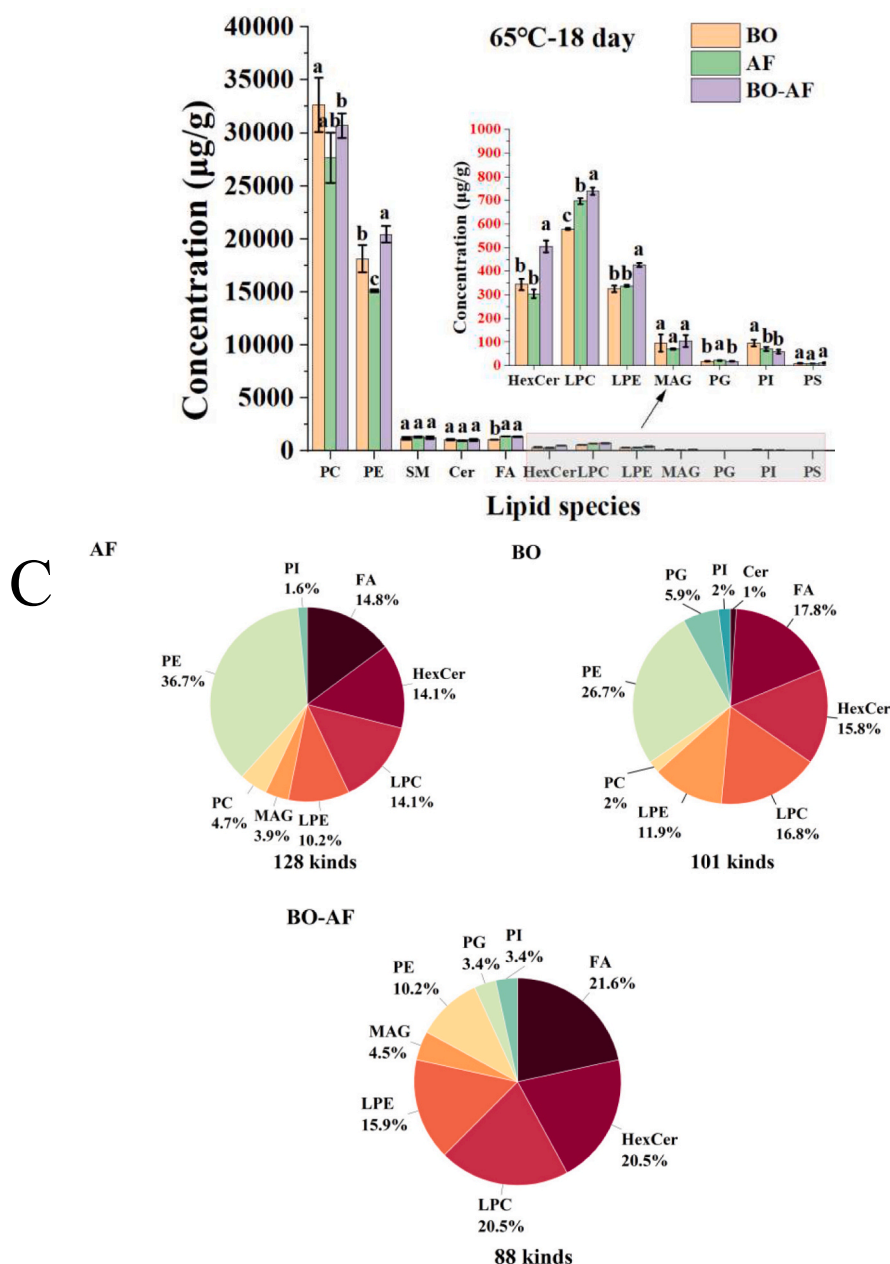 65°C-18 day
BO
AF
BO-AF
Concentration (µg/g)
40000
35000
30000
25000
20000
15000
10000
5000
0
a ab b
b c a
a a a
a a a
b a a
PC PE SM Cer FA HexCer LPC LPE MAG PG PI PS
Lipid species
Concentration (µg/g)
1000
900
800
700
600
500
400
300
200
100
0
b b a
c b a
b b a
a a a
b a b
a b b
a a a
HexCer LPC LPE MAG PG PI PS
C
AF
PI
1.6%
FA
14.8%
HexCer
14.1%
LPC
14.1%
LPE
10.2%
MAG
3.9%
PC
4.7%
PE
36.7%
128 kinds
BO
PG
5.9%
PI
2%
Cer
1%
FA
17.8%
HexCer
15.8%
LPC
16.8%
LPE
11.9%
PC
2%
PE
26.7%
101 kinds
BO-AF
PG
3.4%
PI
3.4%
FA
21.6%
HexCer
20.5%
LPC
20.5%
LPE
15.9%
MAG
4.5%
PE
10.2%
88 kinds